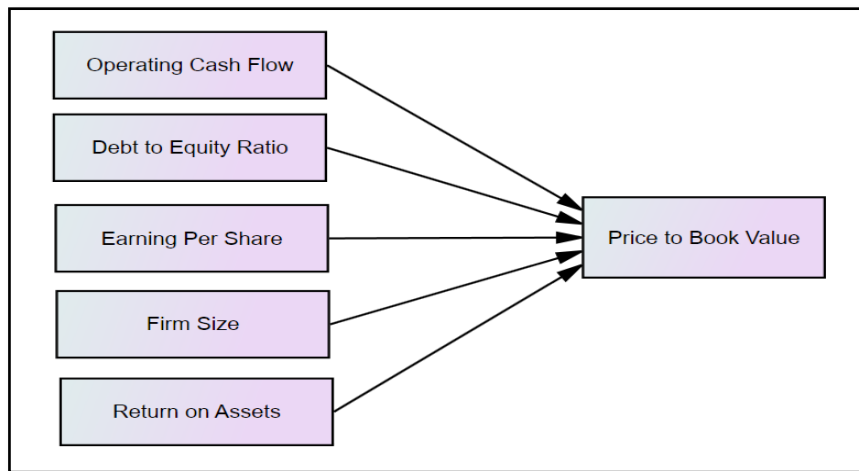 Operating Cash Flow
Debt to Equity Ratio
Earning Per Share
Firm Size
Return on Assets
Price to Book Value